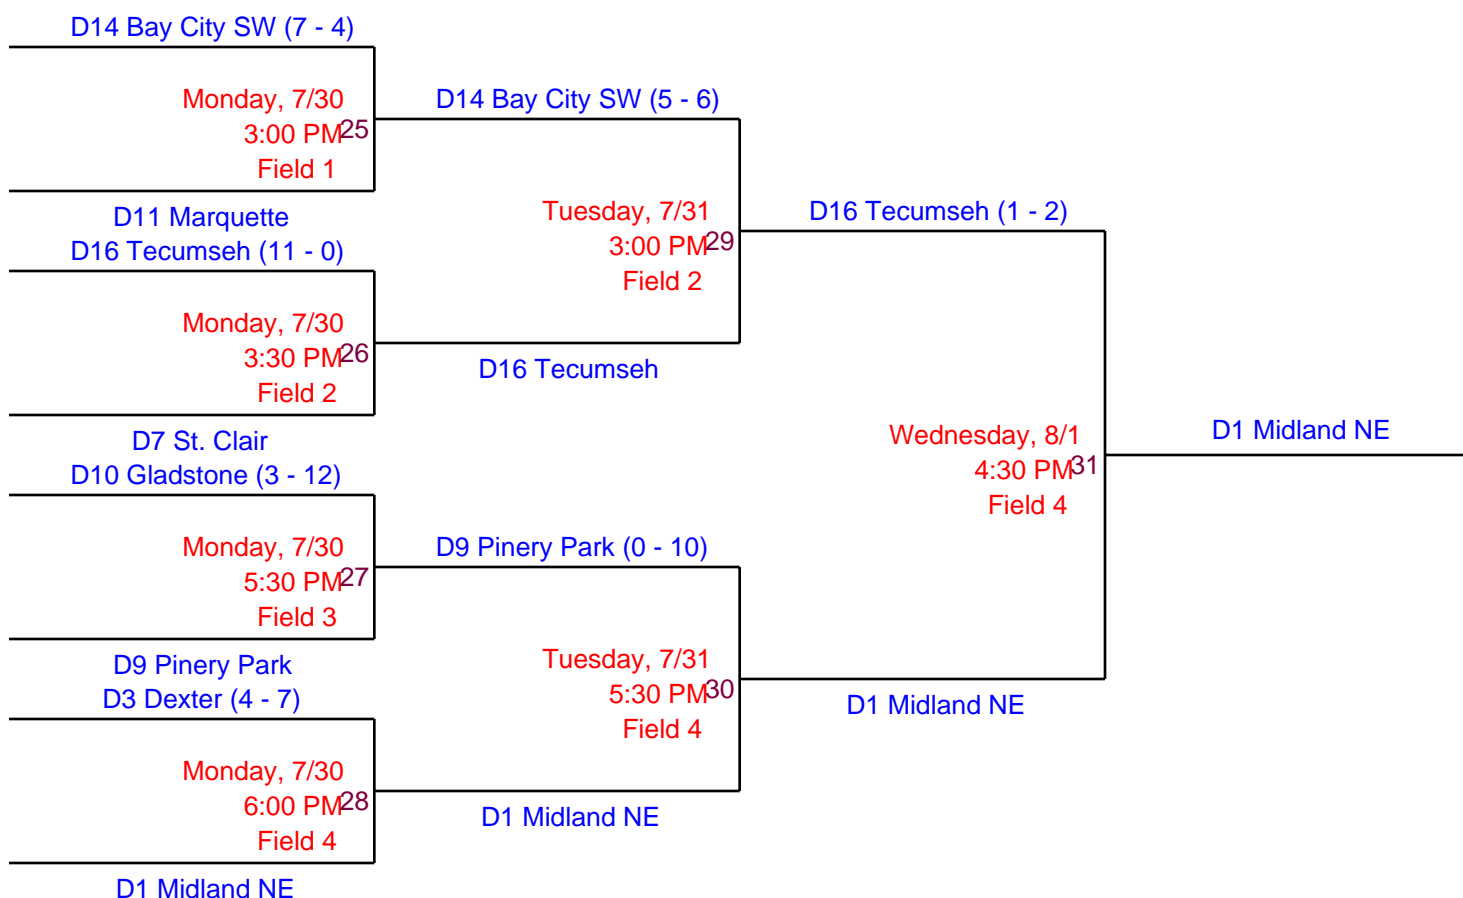 D14 Bay City SW (7 - 4)
Monday, 7/30
3:00 PM
25
Field 1
D11 Marquette
D16 Tecumseh (11 - 0)
Monday, 7/30
3:30 PM
26
Field 2
D7 St. Clair
D10 Gladstone (3 - 12)
Monday, 7/30
5:30 PM
27
Field 3
D9 Pinery Park
D3 Dexter (4 - 7)
Monday, 7/30
6:00 PM
28
Field 4
D1 Midland NE
D14 Bay City SW (5 - 6)
Tuesday, 7/31
3:00 PM
29
Field 2
D16 Tecumseh
D9 Pinery Park (0 - 10)
Tuesday, 7/31
5:30 PM
30
Field 4
D1 Midland NE
D16 Tecumseh (1 - 2)
Wednesday, 8/1
4:30 PM
31
Field 4
D1 Midland NE
D1 Midland NE